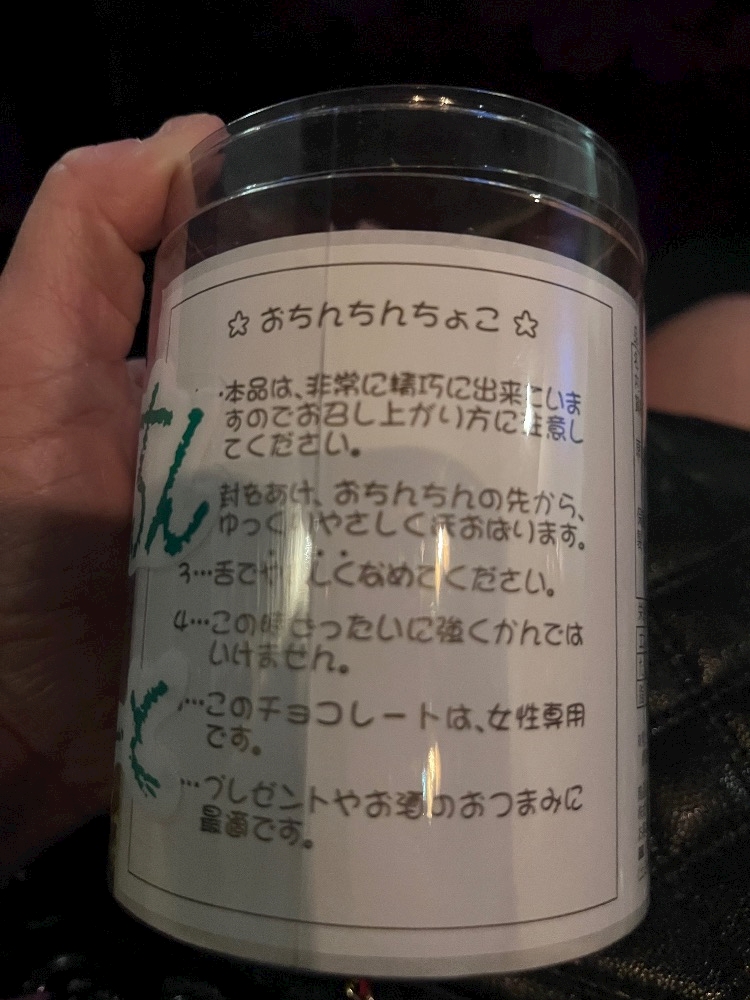 ☆ おちんちんちょこ ☆
・本品は、非常に精巧に出来ていま
すのでお召し上がり方に注意し
てください。
封をあけ、おちんちんの先から、
ゆっくりやさしくほおばります。
3…舌でやさしくなめてください。
4…この時ぜったいに強くかんでは
いけません。
…このチョコレートは、女性専用
です。
…プレゼントやお酒のおつまみに
最適です。